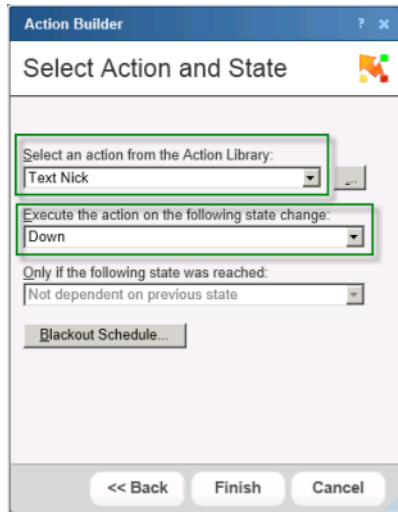 Action Builder ? ×
Select Action and State
Select an action from the Action Library:
Text Nick ...
Execute the action on the following state change:
Down
Only if the following state was reached:
Not dependent on previous state
Blackout Schedule...
<< Back Finish Cancel